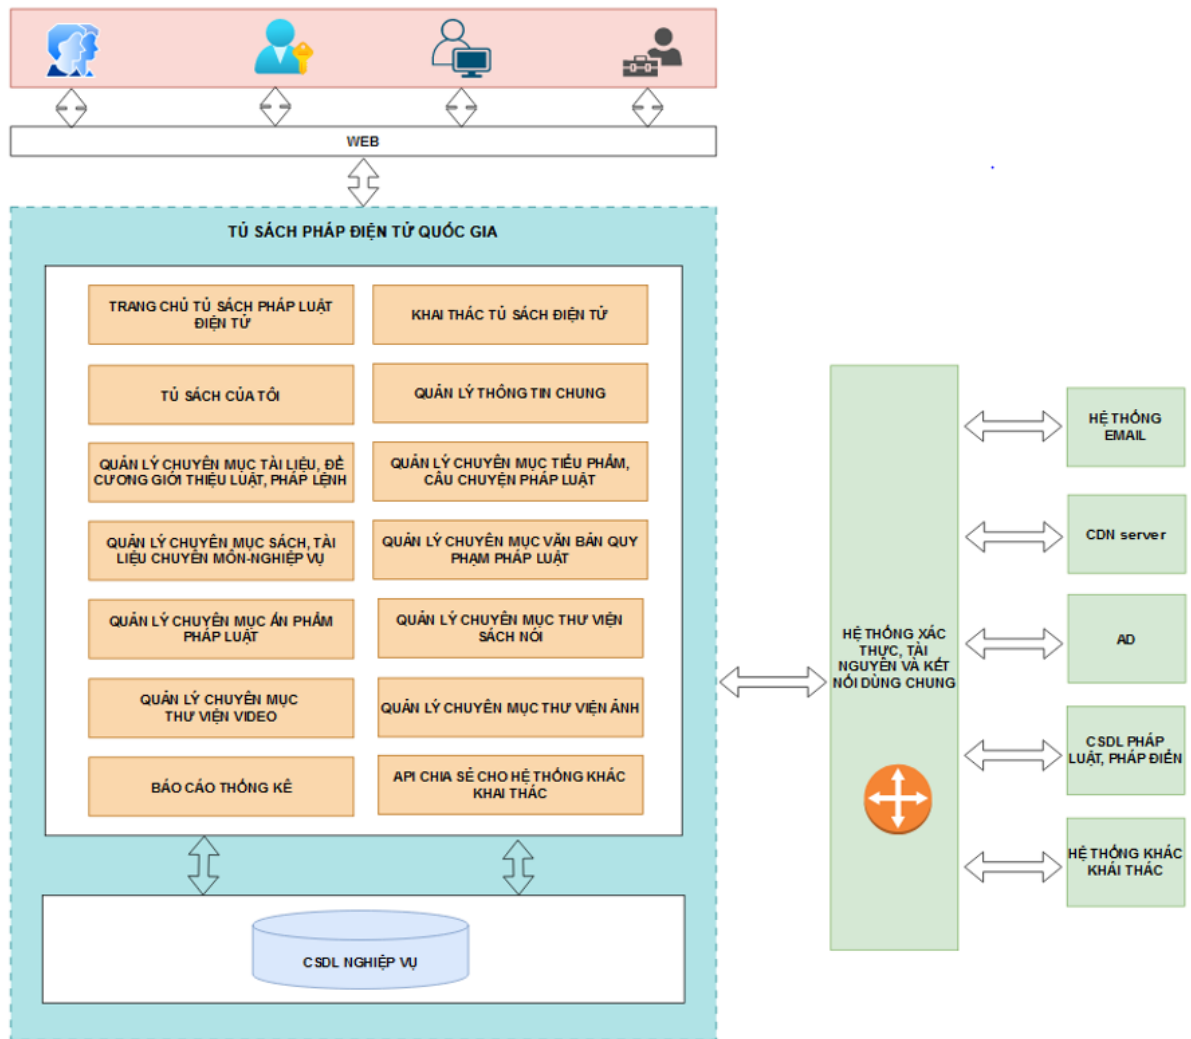 WEB
TỦ SÁCH PHÁP ĐIỆN TỬ QUỐC GIA
TRANG CHỦ TỦ SÁCH PHÁP LUẬT
ĐIỆN TỬ
KHAI THÁC TỦ SÁCH ĐIỆN TỬ
TỦ SÁCH CỦA TÔI
QUẢN LÝ THÔNG TIN CHUNG
QUẢN LÝ CHUYÊN MỤC TÀI LIỆU, ĐỀ
CƯƠNG GIỚI THIỆU LUẬT, PHÁP LỆNH
QUẢN LÝ CHUYÊN MỤC TIỂU PHẨM,
CÂU CHUYỆN PHÁP LUẬT
QUẢN LÝ CHUYÊN MỤC SÁCH, TÀI
LIỆU CHUYÊN MÔN-NGHIỆP VỤ
QUẢN LÝ CHUYÊN MỤC VĂN BẢN QUY
PHẠM PHÁP LUẬT
QUẢN LÝ CHUYÊN MỤC ẤN PHẨM
PHÁP LUẬT
QUẢN LÝ CHUYÊN MỤC THƯ VIỆN
SÁCH NÓI
QUẢN LÝ CHUYÊN MỤC
THƯ VIỆN VIDEO
QUẢN LÝ CHUYÊN MỤC THƯ VIỆN ẢNH
BÁO CÁO THỐNG KÊ
API CHIA SẺ CHO HỆ THỐNG KHÁC
KHAI THÁC
CSDL NGHIỆP VỤ
HỆ THỐNG XÁC
THỰC, TÀI
NGUYÊN VÀ KẾT
NỐI DÙNG CHUNG
HỆ THỐNG
EMAIL
CDN server
AD
CSDL PHÁP
LUẬT, PHÁP ĐIỂN
HỆ THỐNG KHÁC
KHÁI THÁC